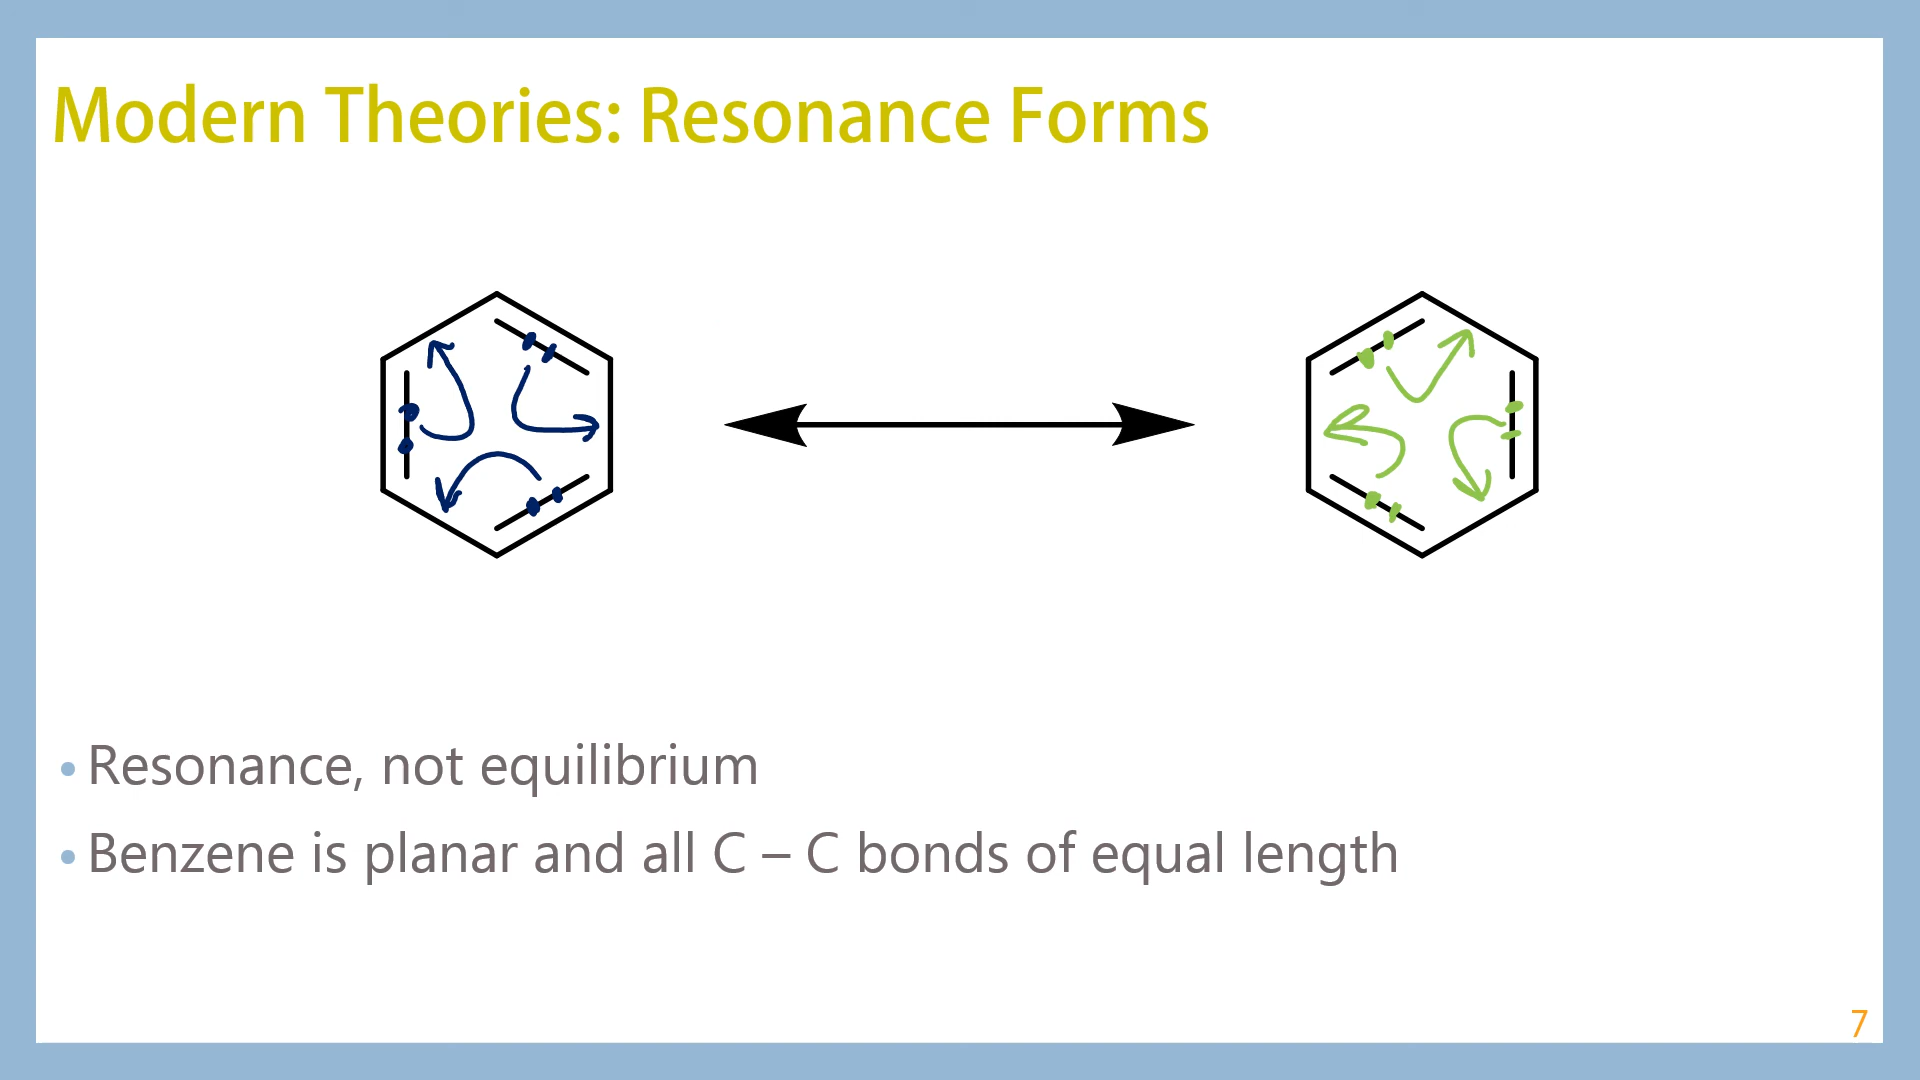 Modern Theories: Resonance Forms
• Resonance, not equilibrium
• Benzene is planar and all C – C bonds of equal length
7